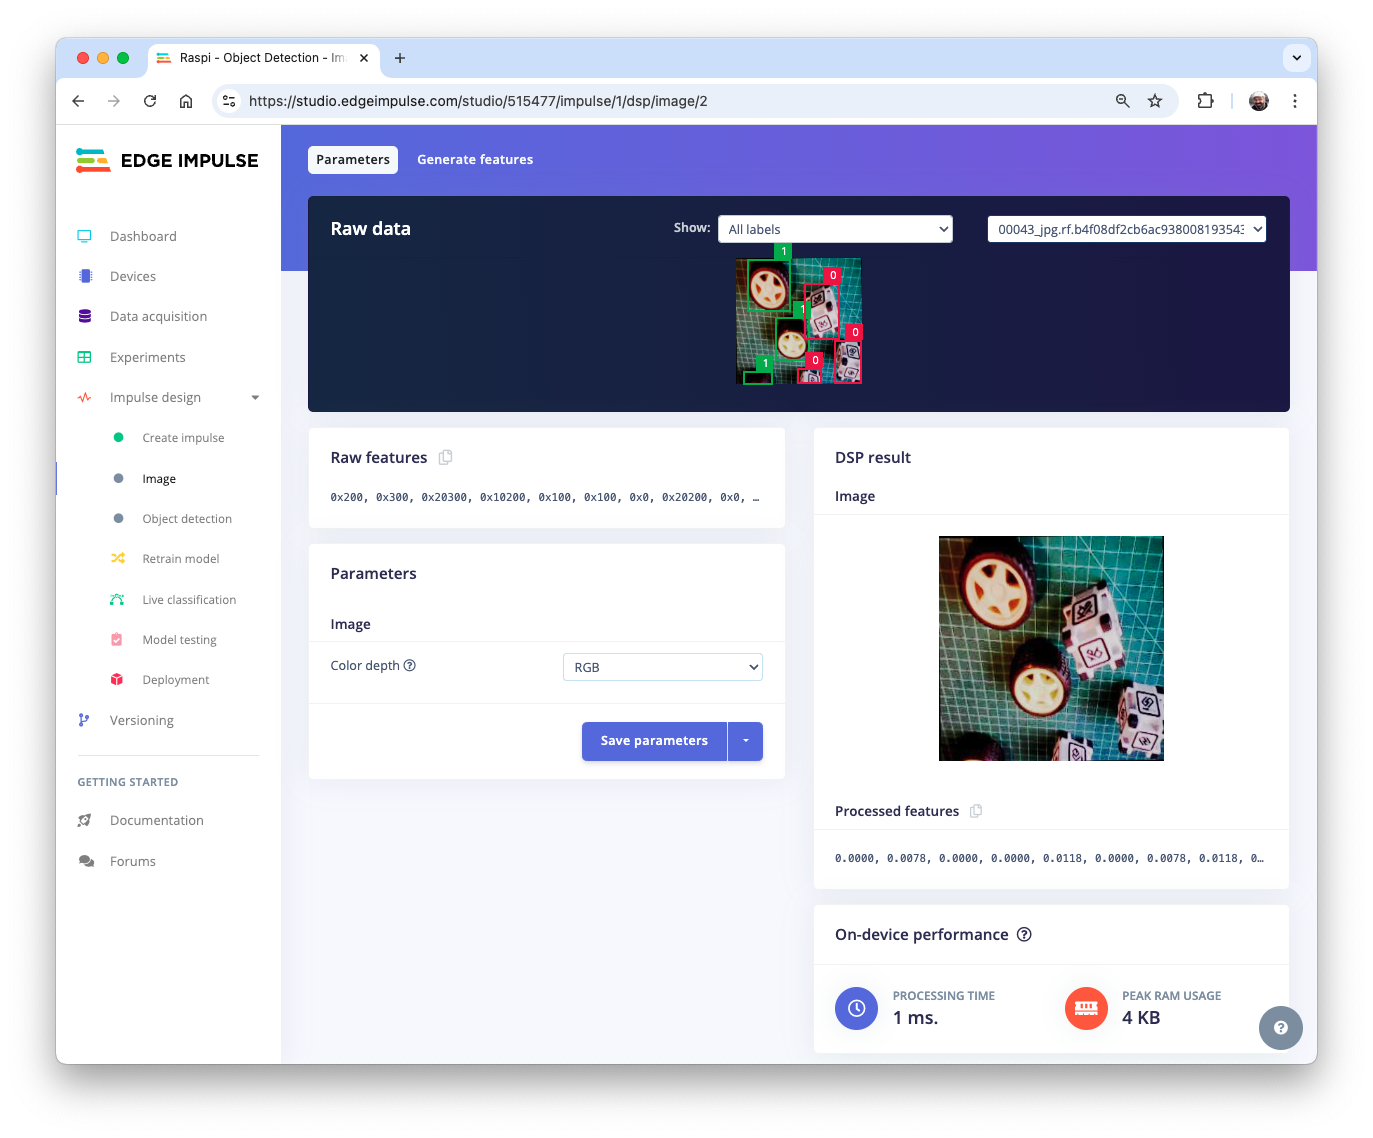 Raspi - Object Detection - Im
https://studio.edgeimpulse.com/studio/515477/impulse/1/dsp/image/2
EDGE IMPULSE
Parameters
Generate features
Raw data
Show:
All labels
00043_jpg.rf.b4f08df2cb6ac938008193543
1
0
1
0
1
0
Dashboard
Devices
Data acquisition
Experiments
Impulse design
Create impulse
Image
Object detection
Retrain model
Live classification
Model testing
Deployment
Versioning
GETTING STARTED
Documentation
Forums
Raw features
0x200, 0x300, 0x20300, 0x10200, 0x100, 0x100, 0x0, 0x20200, 0x0, …
Parameters
Image
Color depth
RGB
Save parameters
DSP result
Image
Processed features
0.0000, 0.0078, 0.0000, 0.0000, 0.0118, 0.0000, 0.0078, 0.0118, 0…
On-device performance
PROCESSING TIME
1 ms.
PEAK RAM USAGE
4 KB